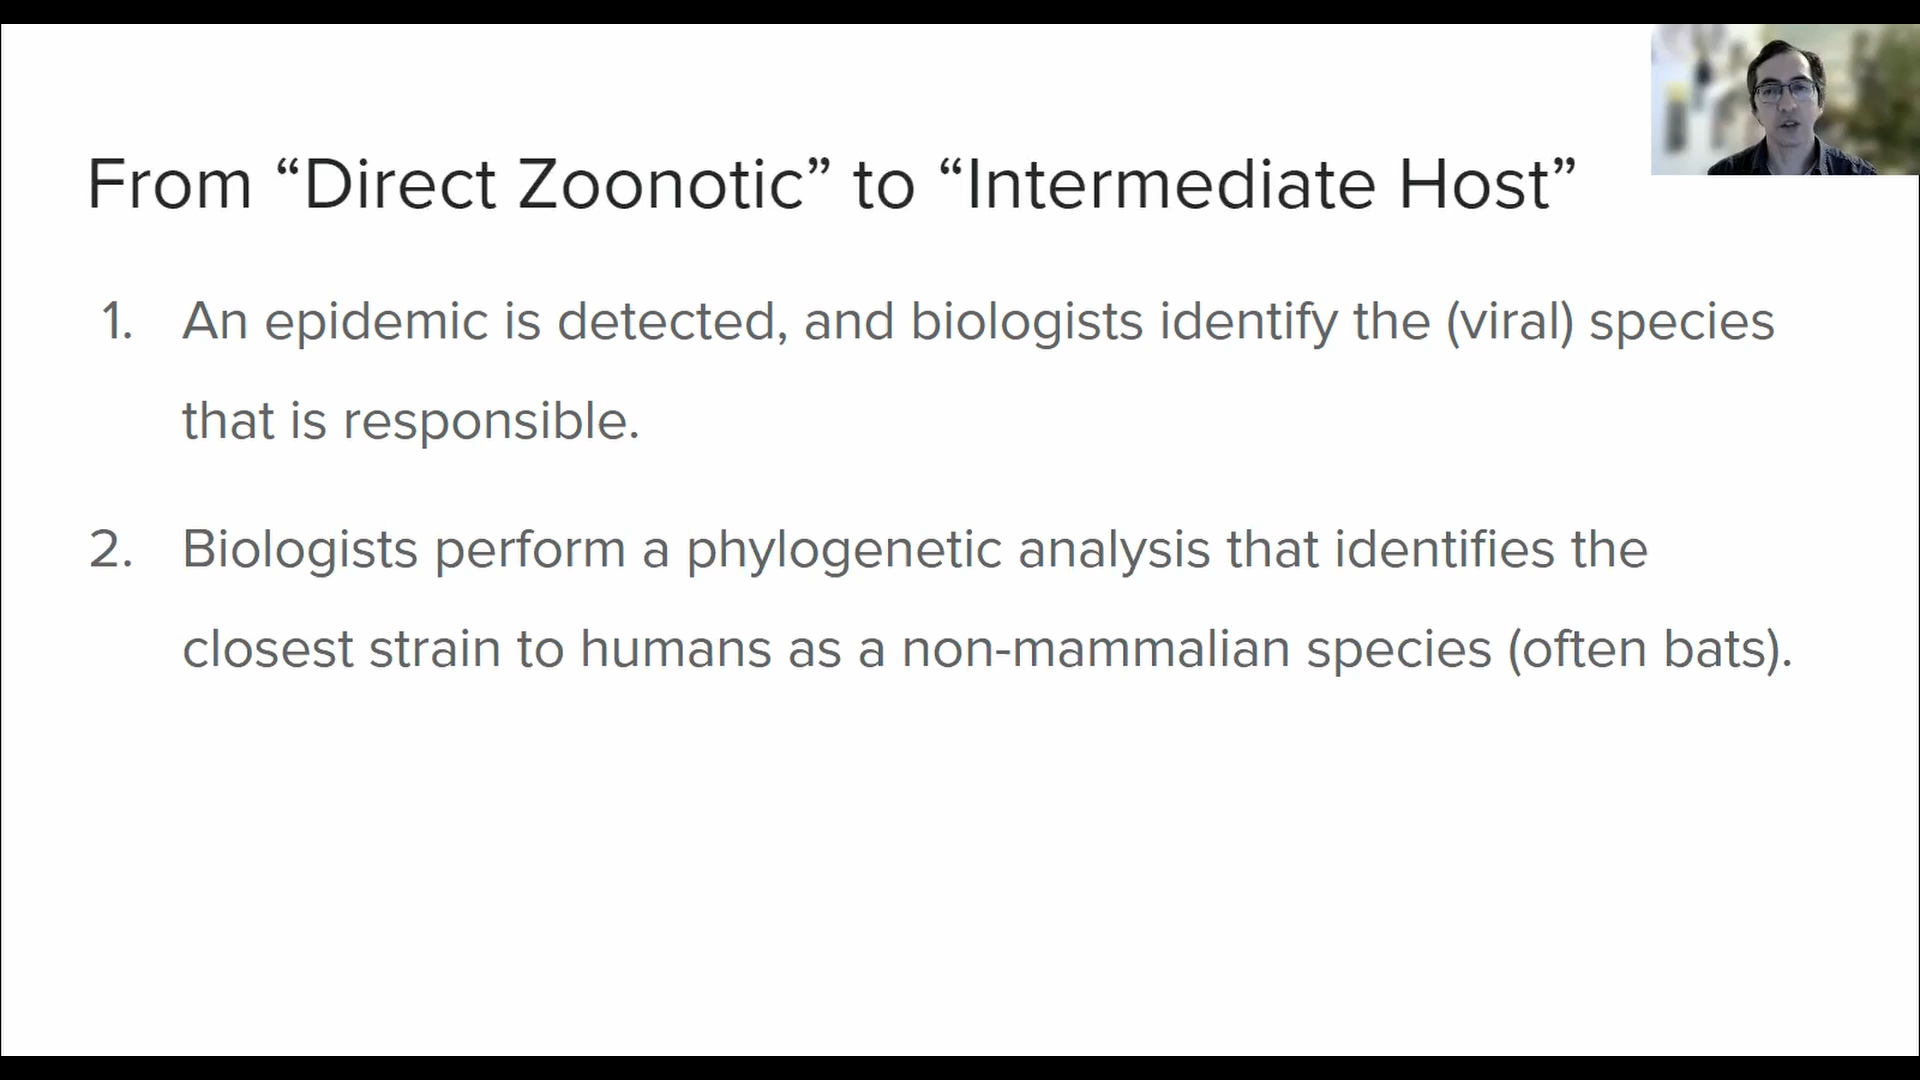 From “Direct Zoonotic” to “Intermediate Host”
1. An epidemic is detected, and biologists identify the (viral) species
that is responsible.
2. Biologists perform a phylogenetic analysis that identifies the
closest strain to humans as a non-mammalian species (often bats).